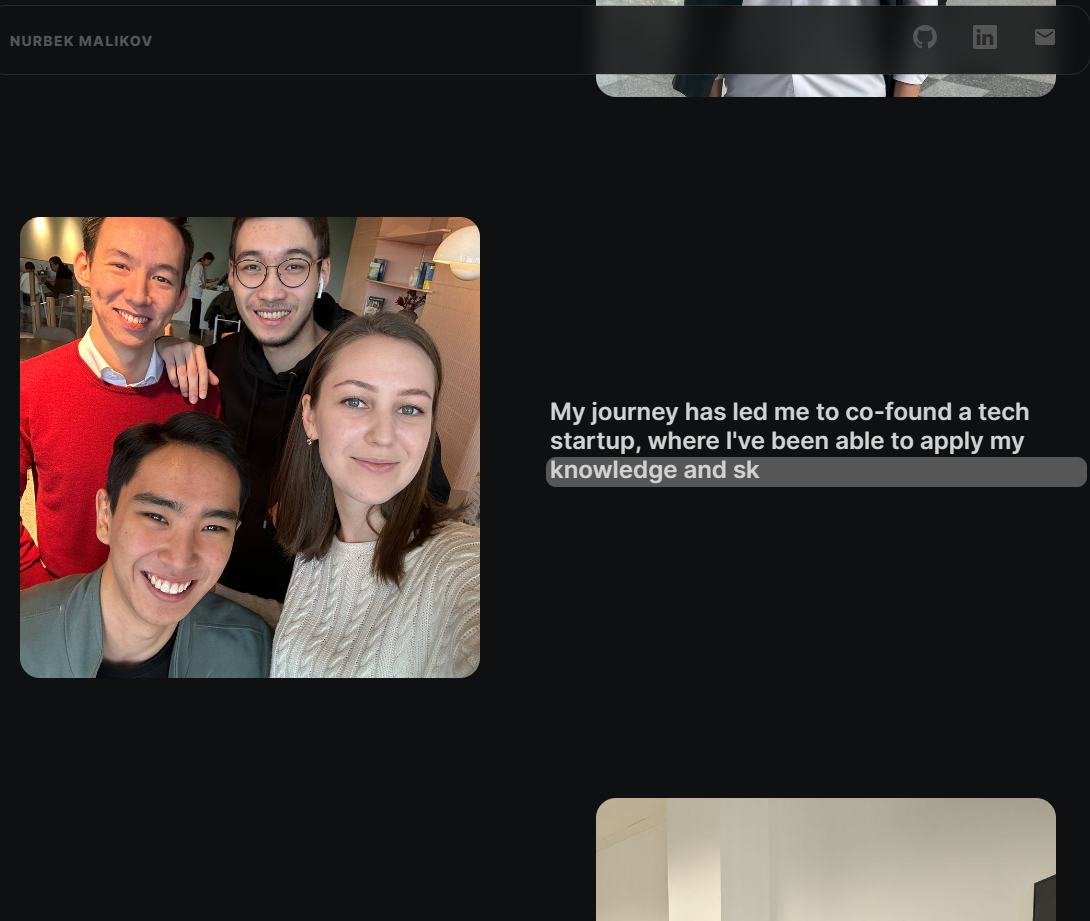 NURBEK MALIKOV
My journey has led me to co-found a tech
startup, where I've been able to apply my
knowledge and sk